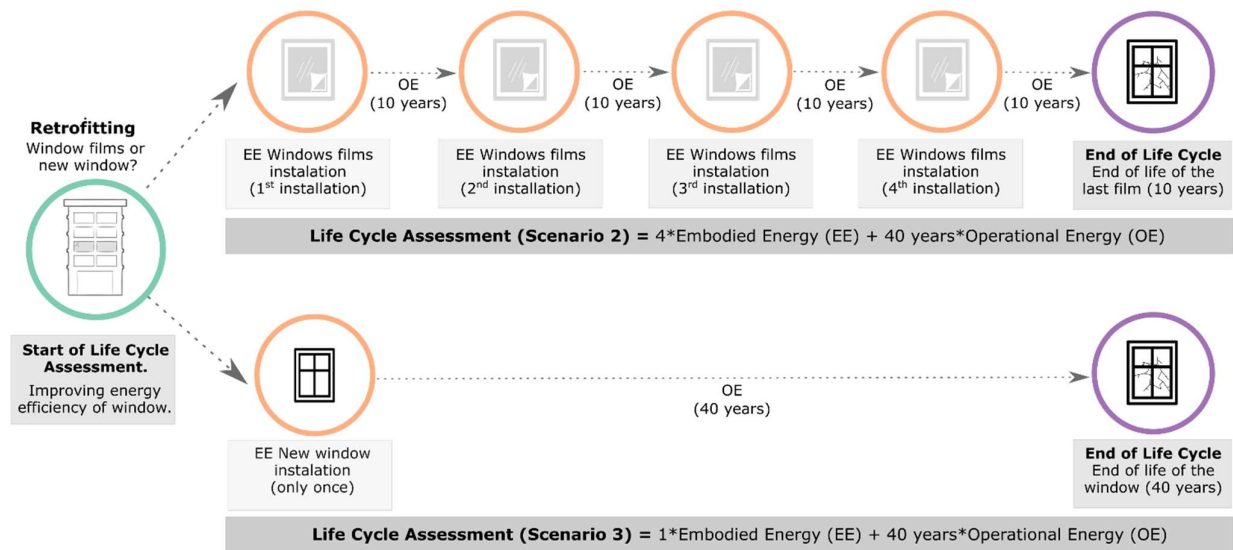 Retrofitting
Window films or
new window?
Start of Life Cycle
Assessment.
Improving energy
efficiency of window.
OE
(10 years)
OE
(10 years)
OE
(10 years)
OE
(10 years)
EE Windows films
instalation
(1st installation)
EE Windows films
instalation
(2nd installation)
EE Windows films
instalation
(3rd installation)
EE Windows films
instalation
(4th installation)
End of Life Cycle
End of life of the
last film (10 years)
Life Cycle Assessment (Scenario 2) = 4*Embodied Energy (EE) + 40 years*Operational Energy (OE)
OE
(40 years)
EE New window
instalation
(only once)
End of Life Cycle
End of life of the
window (40 years)
Life Cycle Assessment (Scenario 3) = 1*Embodied Energy (EE) + 40 years*Operational Energy (OE)